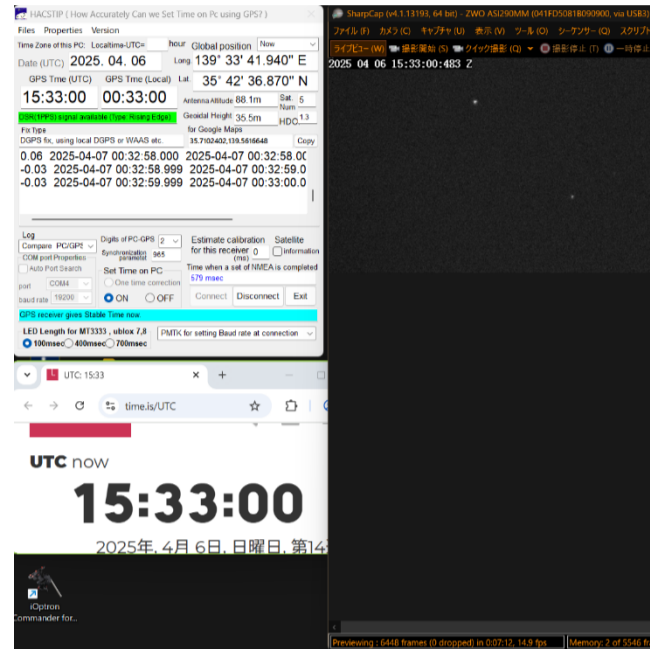 HACSTIP ( How Accurately Can we Set Time on Pc using GPS? )
Files Properties Version
Time Zone of this PC: Localtime-UTC= hour
Global position Now
Date (UTC) 2025. 04. 06
Long. 139° 33' 41.940" E
GPS Tme (UTC) GPS Tme (Local)
Lat. 35° 42' 36.870" N
15:33:00 00:33:00
Antenna Altitude 88.1m Sat. Num 5
DSR(1PPS) signal available (Type: Rising Edge)
Geoidal Height 35.5m HDO 1.3
Fix Type
for Google Maps
DGPS fix, using local DGPS or WAAS etc.
35.7102402,139.5616648 Copy
0.06 2025-04-07 00:32:58.000 2025-04-07 00:32:58.0
-0.03 2025-04-07 00:32:58.999 2025-04-07 00:32:59.0
-0.03 2025-04-07 00:32:59.999 2025-04-07 00:33:00.0
Log
Compare PC/GPS
Digits of PC-GPS 2
Synchronization parameter 965
Estimate calibration for this receiver 0 (ms)
Satellite information
COM port Properties
Auto Port Search
port COM4
baud rate 19200
Set Time on PC
One time correction
ON OFF
Time when a set of NMEA is completed
579 msec
Connect Disconnect Exit
GPS receiver gives Stable Time now.
LED Length for MT3333 , ublox 7,8
100msec 400msec 700msec
PMTK for setting Baud rate at connection
UTC: 15:33
time.is/UTC
UTC now
15:33:00
2025年, 4月 6日, 日曜日, 第14
iOptron
Commander for...
SharpCap (v4.1.13193, 64 bit) - ZWO ASI290MM (041FD5081B090900, via USB3)
ファイル (F) カメラ (C) キャプチャ (U) 表示 (V) ツール (O) シーケンサー (Q) スクリプト
ライブビュー (W) 撮影開始 (S) クイック撮影 (Q) 撮影停止 (T) 一時停止
2025 04 06 15:33:00:483 Z
Previewing : 6448 frames (0 dropped) in 0:07:12, 14.9 fps
Memory: 2 of 5546 fr